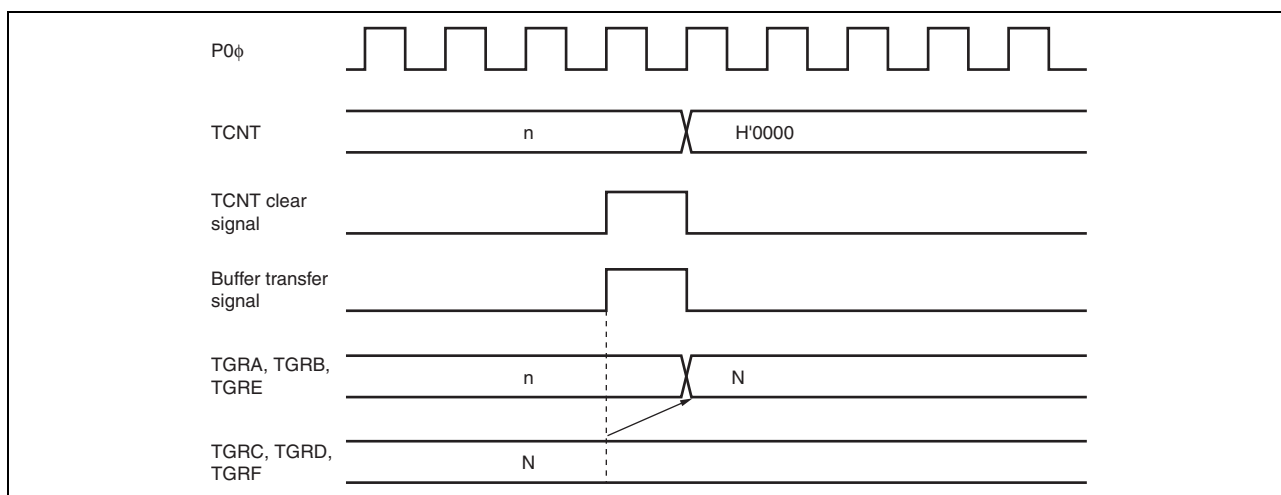 P0ϕ
TCNT
n
H'0000
TCNT clear
signal
Buffer transfer
signal
TGRA, TGRB,
TGRE
n
N
TGRC, TGRD,
TGRF
N